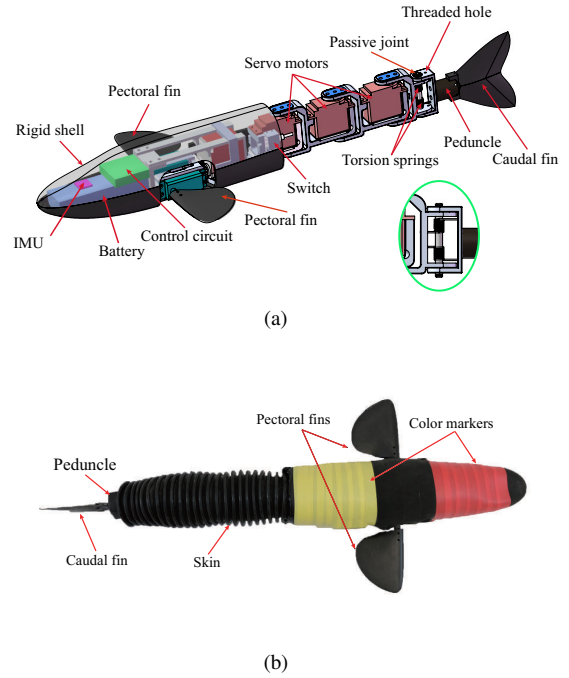 Threaded hole
Passive joint
Servo motors
Pectoral fin
Rigid shell
Peduncle
Caudal fin
Torsion springs
Switch
Pectoral fin
Control circuit
IMU
Battery
(a)
Pectoral fins
Color markers
Peduncle
Caudal fin
Skin
(b)